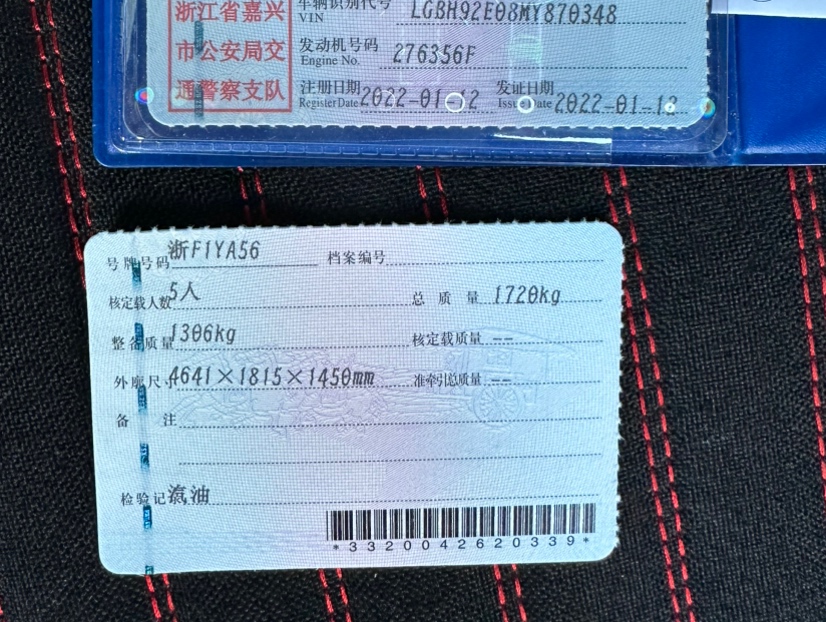 浙江省嘉兴
市公安局交
通警察支队
车辆识别代号 LGBH92E08MY870348
VIN
发动机号码 276356F
Engine No.
注册日期 2022-01-12 发证日期 2022-01-12
Register Date Issue Date
号牌号码 浙F1YA56 档案编号
核定载人数 5人 总质量 1720kg
整备质量 1306kg 核定载质量 --
外廓尺寸 4641×1815×1450mm 准牵引总质量 --
备注
检验记录 汽油
*3320042620339*